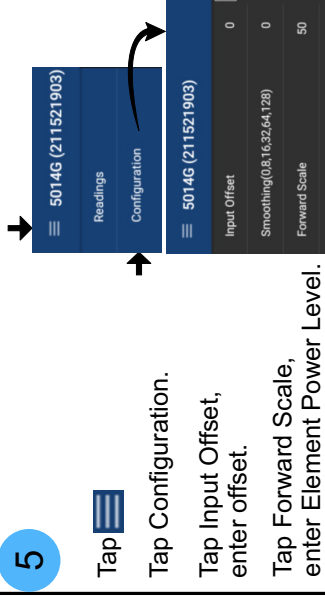 5
Tap
Tap Configuration.
Tap Input Offset,
enter offset.
Tap Forward Scale,
enter Element Power Level.
5014G (211521903)
Readings
Configuration
5014G (211521903)
Input Offset 0
Smoothing(0,8,16,32,64,128) 0
Forward Scale 50